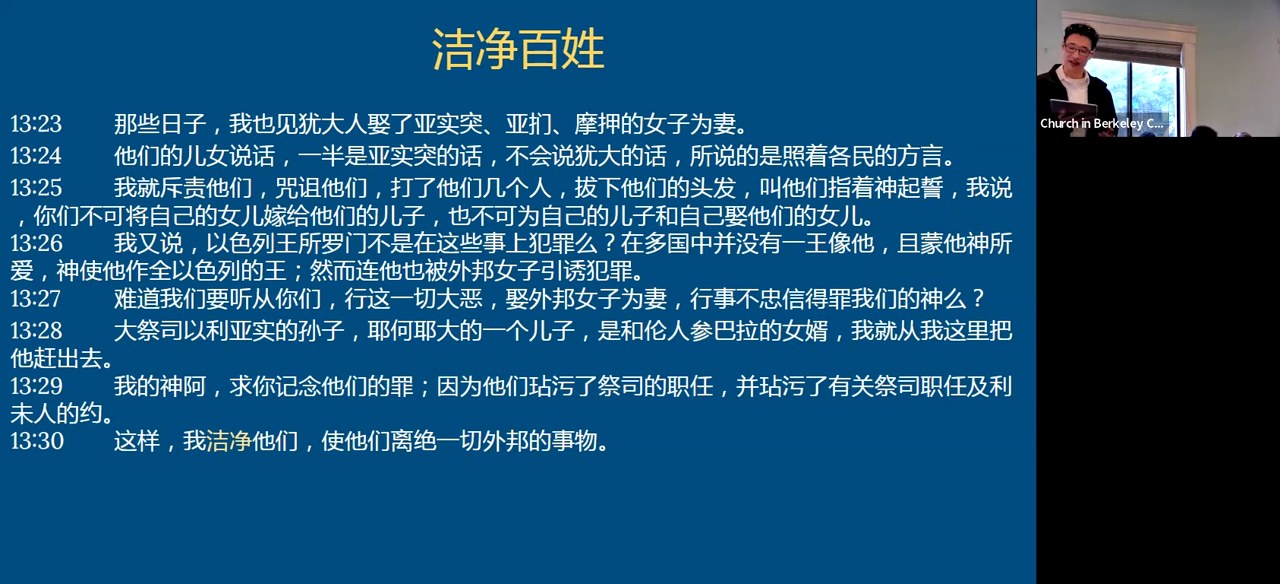 洁净百姓
13:23 那些日子，我也见犹大人娶了亚实突、亚扪、摩押的女子为妻。
13:24 他们的儿女说话，一半是亚实突的话，不会说犹大的话，所说的是照着各民的方言。
13:25 我就斥责他们，咒诅他们，打了他们几个人，拔下他们的头发，叫他们指着神起誓，我说
，你们不可将自己的女儿嫁给他们的儿子，也不可为自己的儿子和自己娶他们的女儿。
13:26 我又说，以色列王所罗门不是在这些事上犯罪么？在多国中并没有一王像他，且蒙他神所
爱，神使他作全以色列的王；然而连他也被外邦女子引诱犯罪。
13:27 难道我们要听从你们，行这一切大恶，娶外邦女子为妻，行事不忠信得罪我们的神么？
13:28 大祭司以利亚实的孙子，耶何耶大的一个儿子，是和伦人参巴拉的女婿，我就从我这里把
他赶出去。
13:29 我的神阿，求你记念他们的罪；因为他们玷污了祭司的职任，并玷污了有关祭司职任及利
未人的约。
13:30 这样，我洁净他们，使他们离绝一切外邦的事物。
Church in Berkeley C...